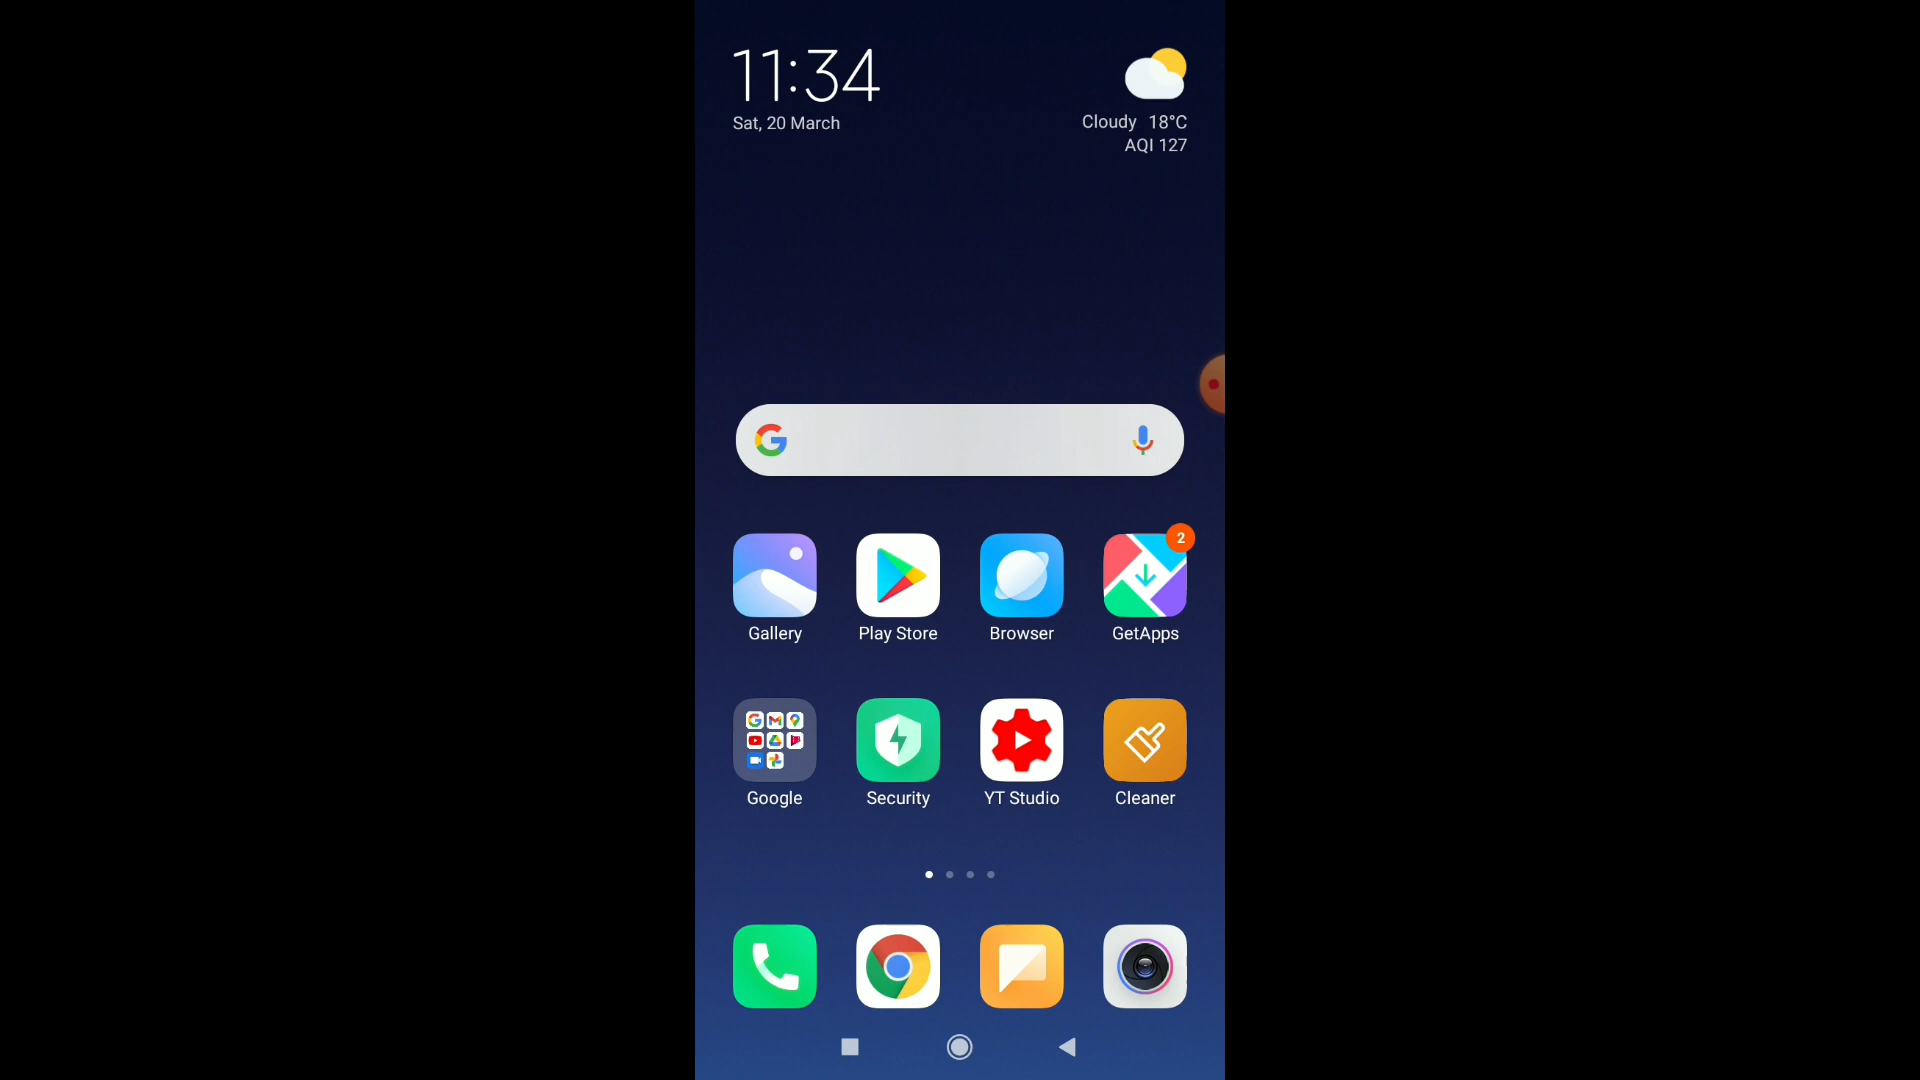 11:34
Sat, 20 March
Cloudy 18°C
AQI 127
2
Gallery
Play Store
Browser
GetApps
Google
Security
YT Studio
Cleaner